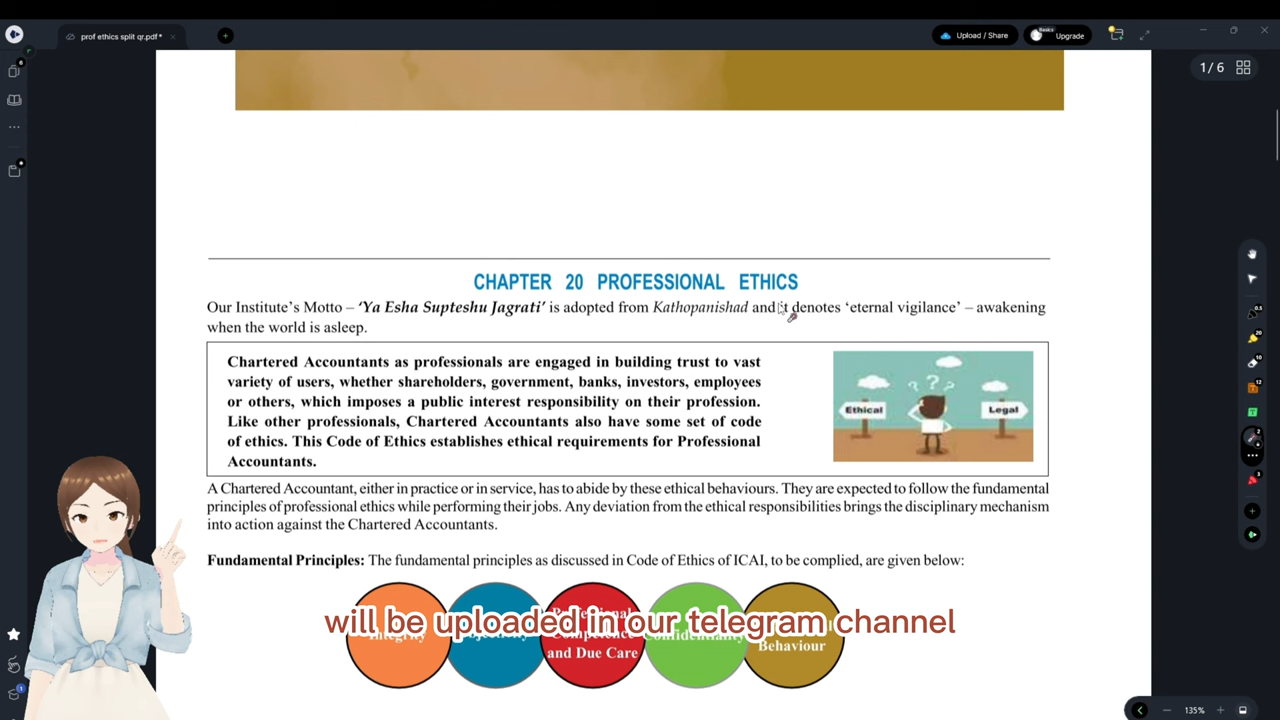 prof ethics split qr.pdf*
Upload / Share
Upgrade
1/6
CHAPTER 20 PROFESSIONAL ETHICS
Our Institute's Motto – 'Ya Esha Supteshu Jagrati' is adopted from Kathopanishad and it denotes 'eternal vigilance' – awakening
when the world is asleep.
Chartered Accountants as professionals are engaged in building trust to vast
variety of users, whether shareholders, government, banks, investors, employees
or others, which imposes a public interest responsibility on their profession.
Like other professionals, Chartered Accountants also have some set of code
of ethics. This Code of Ethics establishes ethical requirements for Professional
Accountants.
Ethical
? ? ?
Legal
A Chartered Accountant, either in practice or in service, has to abide by these ethical behaviours. They are expected to follow the fundamental
principles of professional ethics while performing their jobs. Any deviation from the ethical responsibilities brings the disciplinary mechanism
into action against the Chartered Accountants.
Fundamental Principles: The fundamental principles as discussed in Code of Ethics of ICAI, to be complied, are given below:
will be uploaded in our telegram channel
Integrity
Competence
and Due Care
Confidentiality
Behaviour
135%